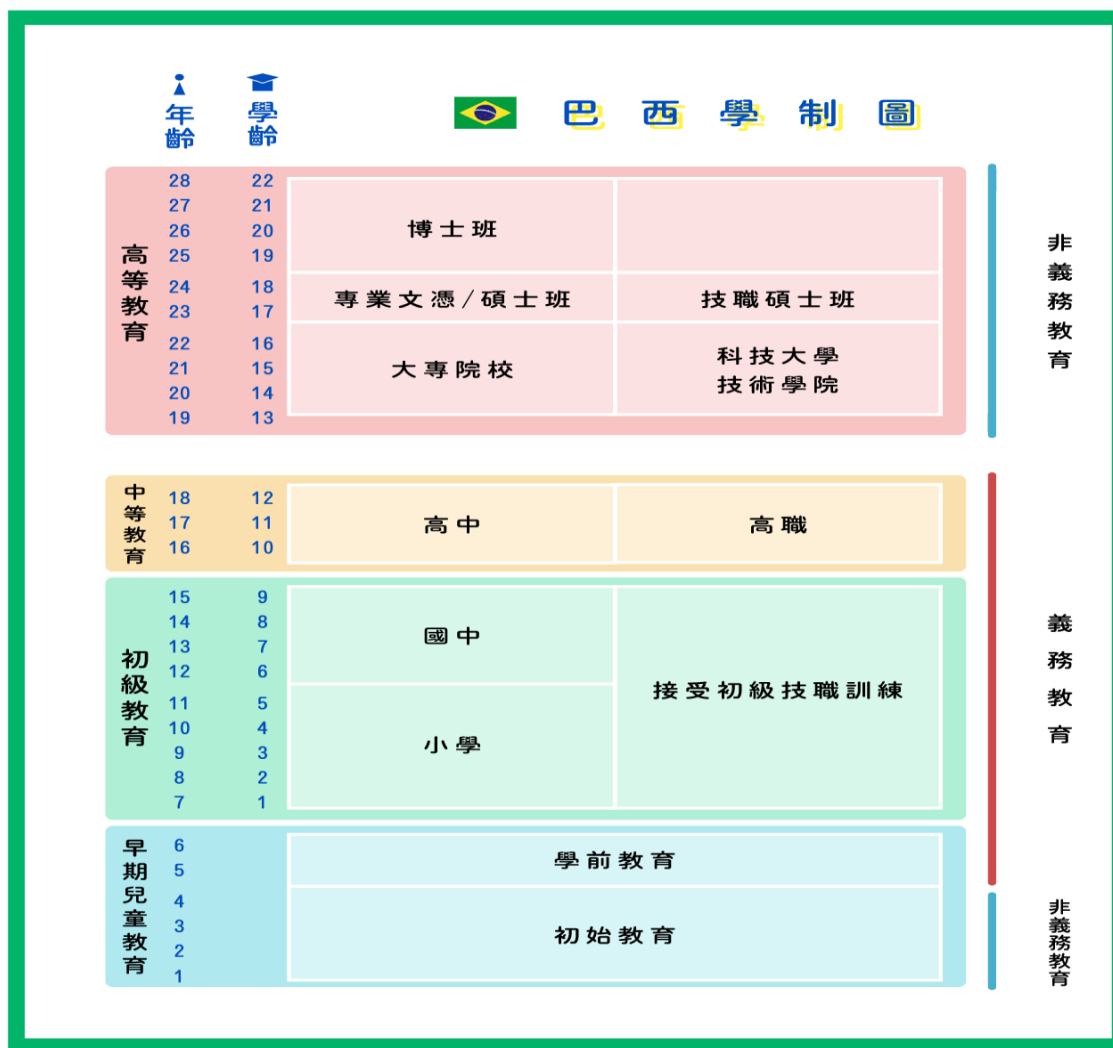 年齡
學齡
巴西學制圖
高等教育
28 22
27 21
26 20
25 19
博士班
24 18
23 17
專業文憑/碩士班
技職碩士班
22 16
21 15
20 14
19 13
大專院校
科技大學
技術學院
非義務教育
中等教育
18 12
17 11
16 10
高中
高職
初級教育
15 9
14 8
13 7
12 6
國中
11 5
10 4
9 3
8 2
7 1
小學
接受初級技職訓練
義務教育
早期兒童教育
6
5
學前教育
4
3
2
1
初始教育
非義務教育